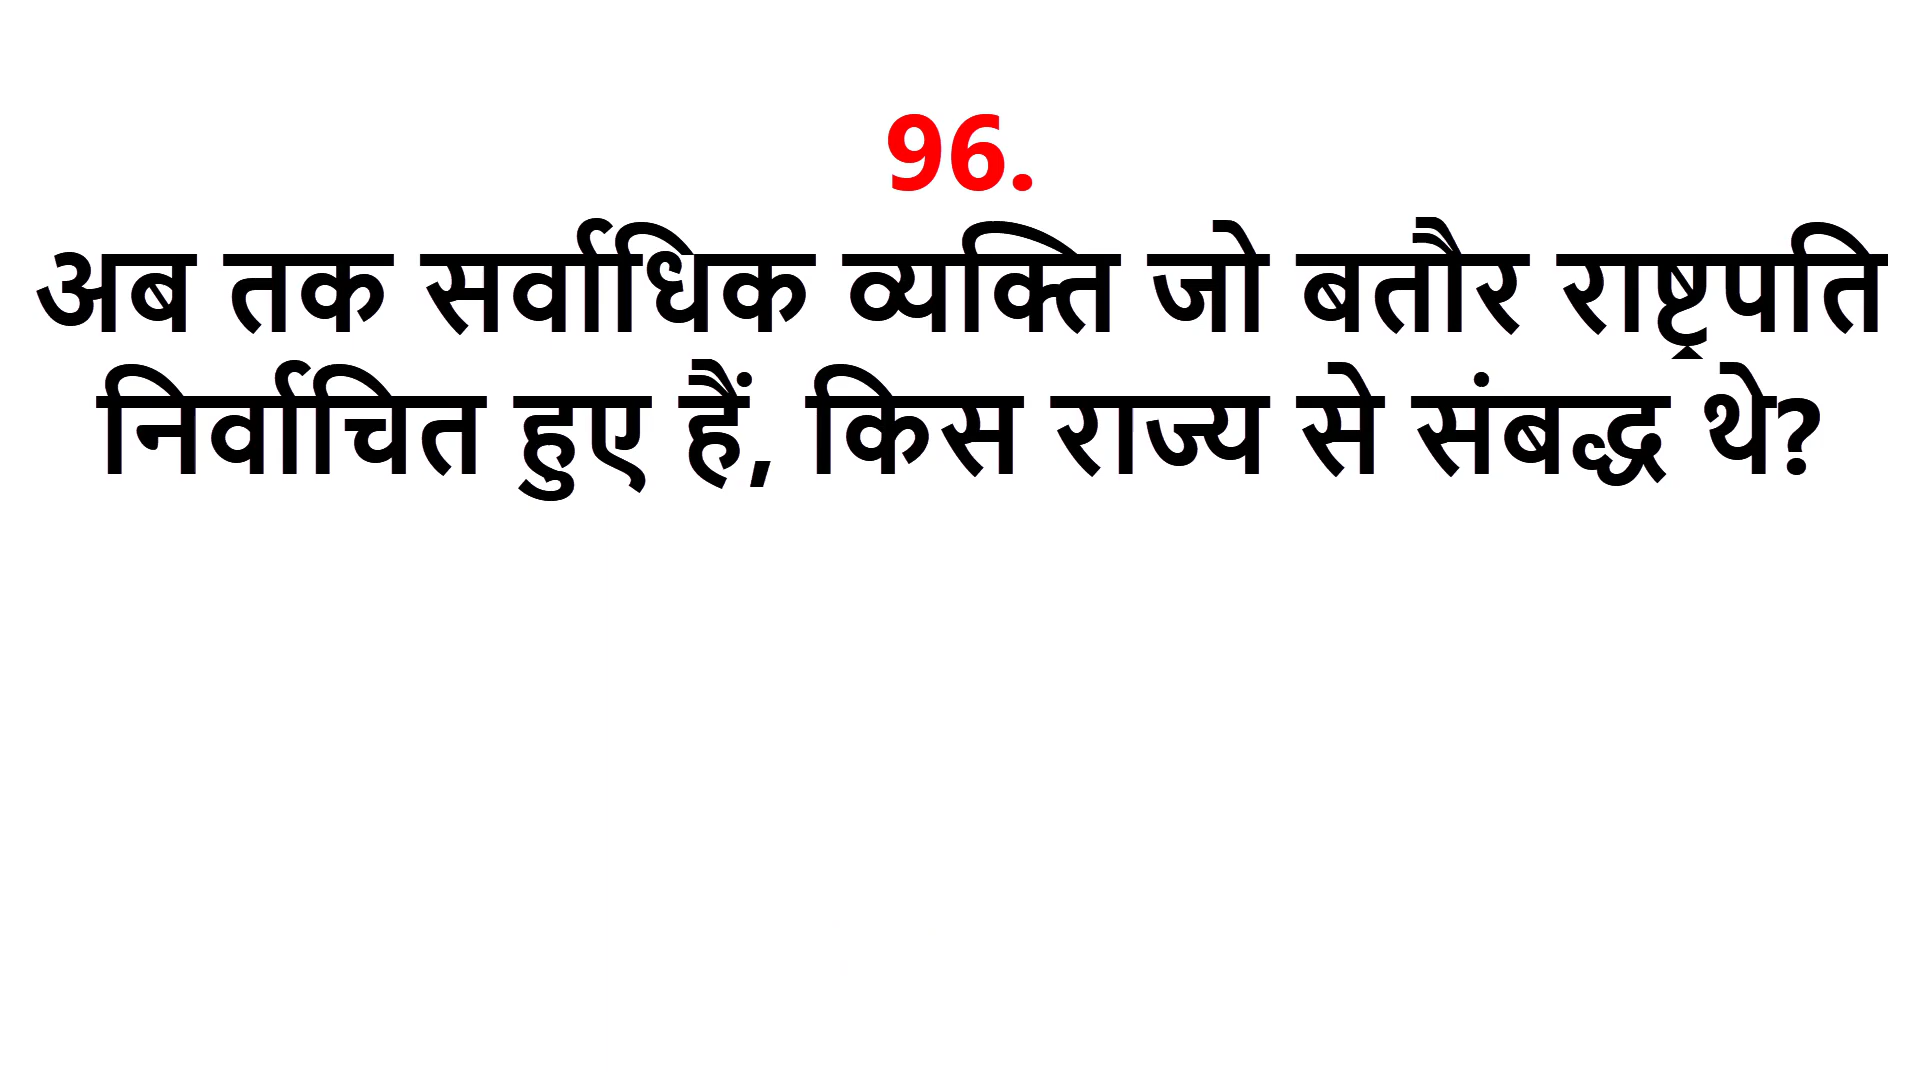 96.
अब तक सर्वाधिक व्यक्ति जो बतौर राष्ट्रपति
निर्वाचित हुए हैं, किस राज्य से संबद्ध थे?